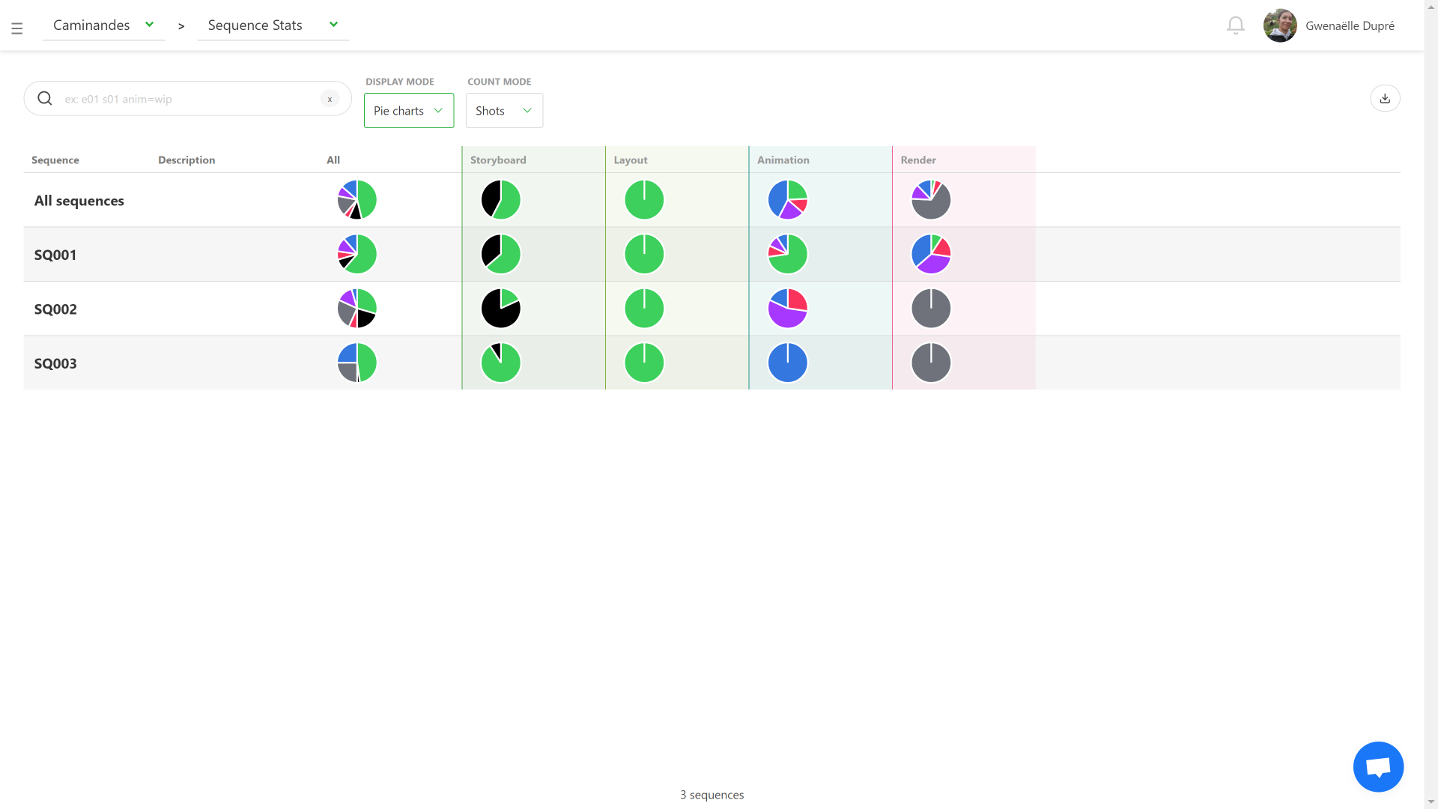 Caminandes > Sequence Stats Gwenaëlle Dupré
DISPLAY MODE COUNT MODE
ex: e01 s01 anim=wip x Pie charts Shots
Sequence Description All Storyboard Layout Animation Render
All sequences
SQ001
SQ002
SQ003
3 sequences